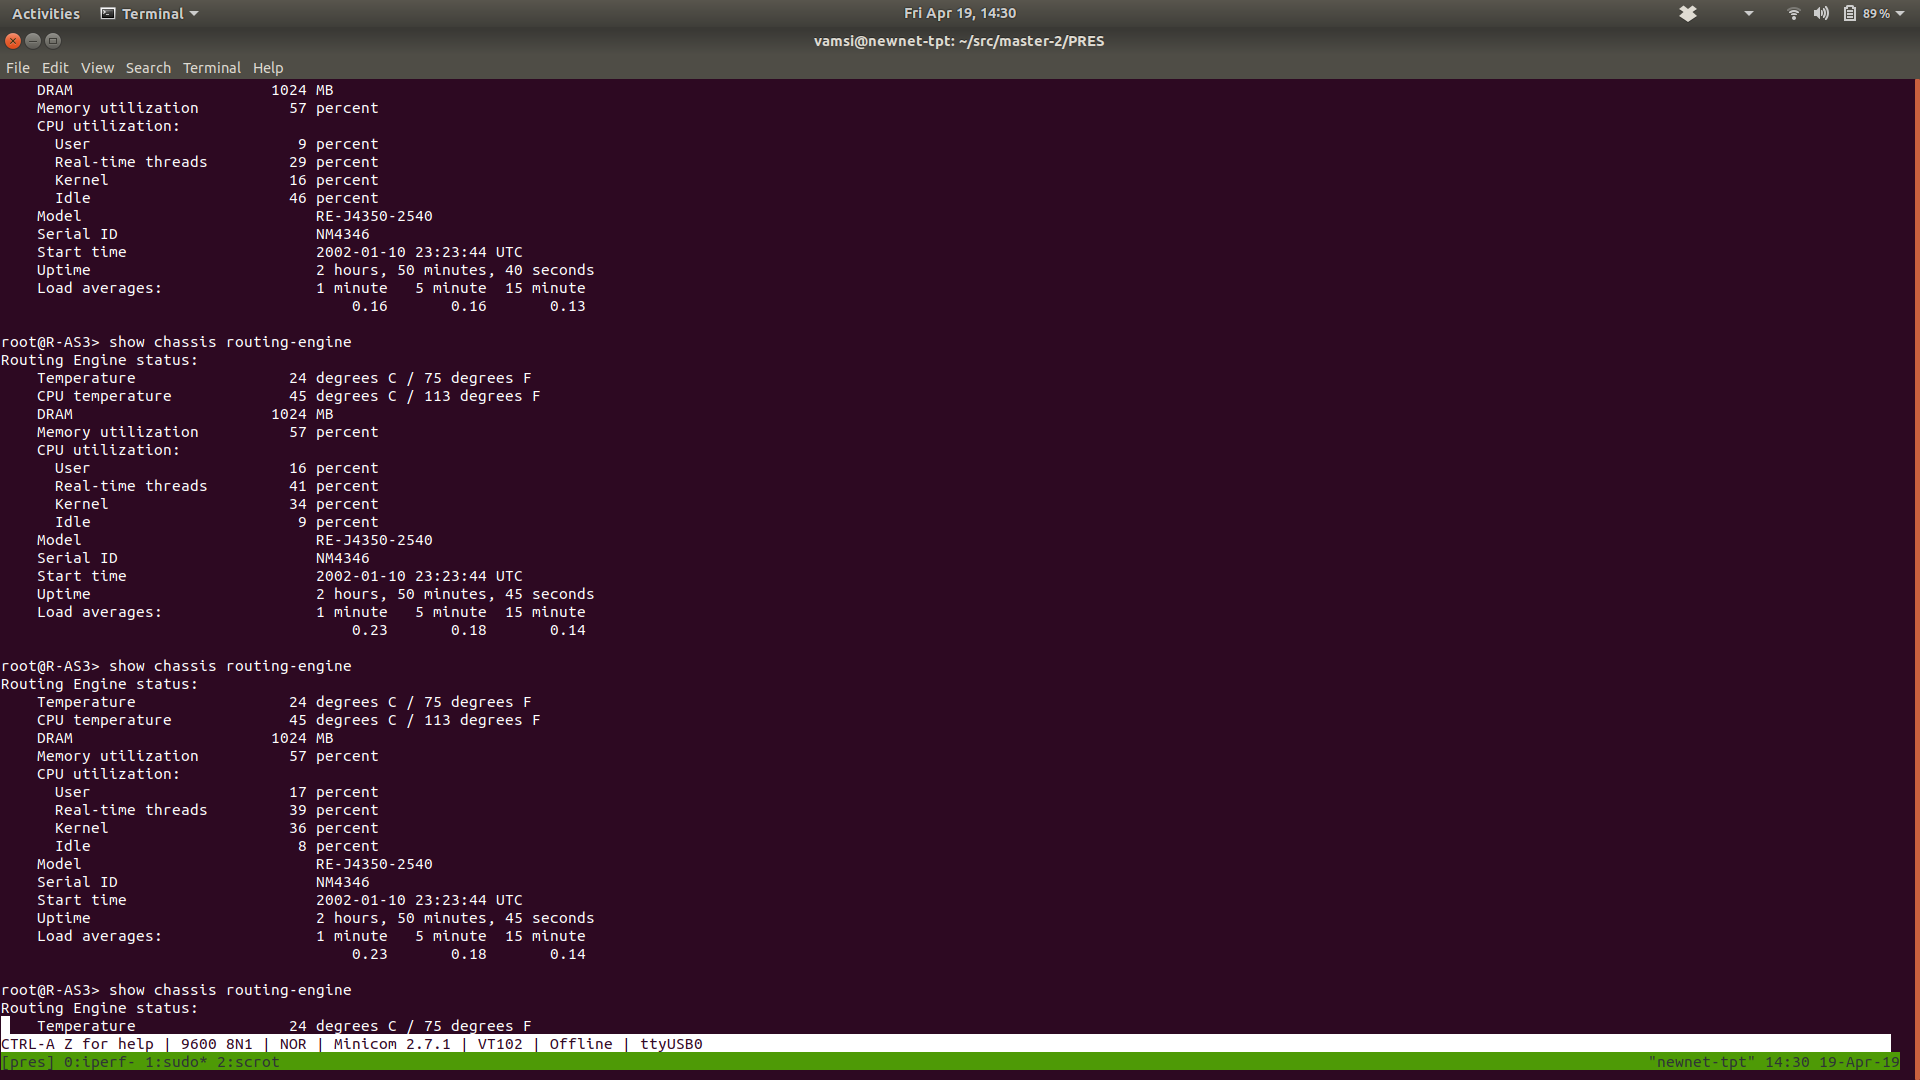 Activities Terminal Fri Apr 19, 14:30 89 %
vamsi@newnet-tpt: ~/src/master-2/PRES
File Edit View Search Terminal Help
DRAM 1024 MB
Memory utilization 57 percent
CPU utilization:
User 9 percent
Real-time threads 29 percent
Kernel 16 percent
Idle 46 percent
Model RE-J4350-2540
Serial ID NM4346
Start time 2002-01-10 23:23:44 UTC
Uptime 2 hours, 50 minutes, 40 seconds
Load averages: 1 minute 5 minute 15 minute
0.16 0.16 0.13
root@R-AS3> show chassis routing-engine
Routing Engine status:
Temperature 24 degrees C / 75 degrees F
CPU temperature 45 degrees C / 113 degrees F
DRAM 1024 MB
Memory utilization 57 percent
CPU utilization:
User 16 percent
Real-time threads 41 percent
Kernel 34 percent
Idle 9 percent
Model RE-J4350-2540
Serial ID NM4346
Start time 2002-01-10 23:23:44 UTC
Uptime 2 hours, 50 minutes, 45 seconds
Load averages: 1 minute 5 minute 15 minute
0.23 0.18 0.14
root@R-AS3> show chassis routing-engine
Routing Engine status:
Temperature 24 degrees C / 75 degrees F
CPU temperature 45 degrees C / 113 degrees F
DRAM 1024 MB
Memory utilization 57 percent
CPU utilization:
User 17 percent
Real-time threads 39 percent
Kernel 36 percent
Idle 8 percent
Model RE-J4350-2540
Serial ID NM4346
Start time 2002-01-10 23:23:44 UTC
Uptime 2 hours, 50 minutes, 45 seconds
Load averages: 1 minute 5 minute 15 minute
0.23 0.18 0.14
root@R-AS3> show chassis routing-engine
Routing Engine status:
Temperature 24 degrees C / 75 degrees F
CTRL-A Z for help | 9600 8N1 | NOR | Minicom 2.7.1 | VT102 | Offline | ttyUSB0
[pres] 0:iperf- 1:sudo* 2:scrot "newnet-tpt" 14:30 19-Apr-19